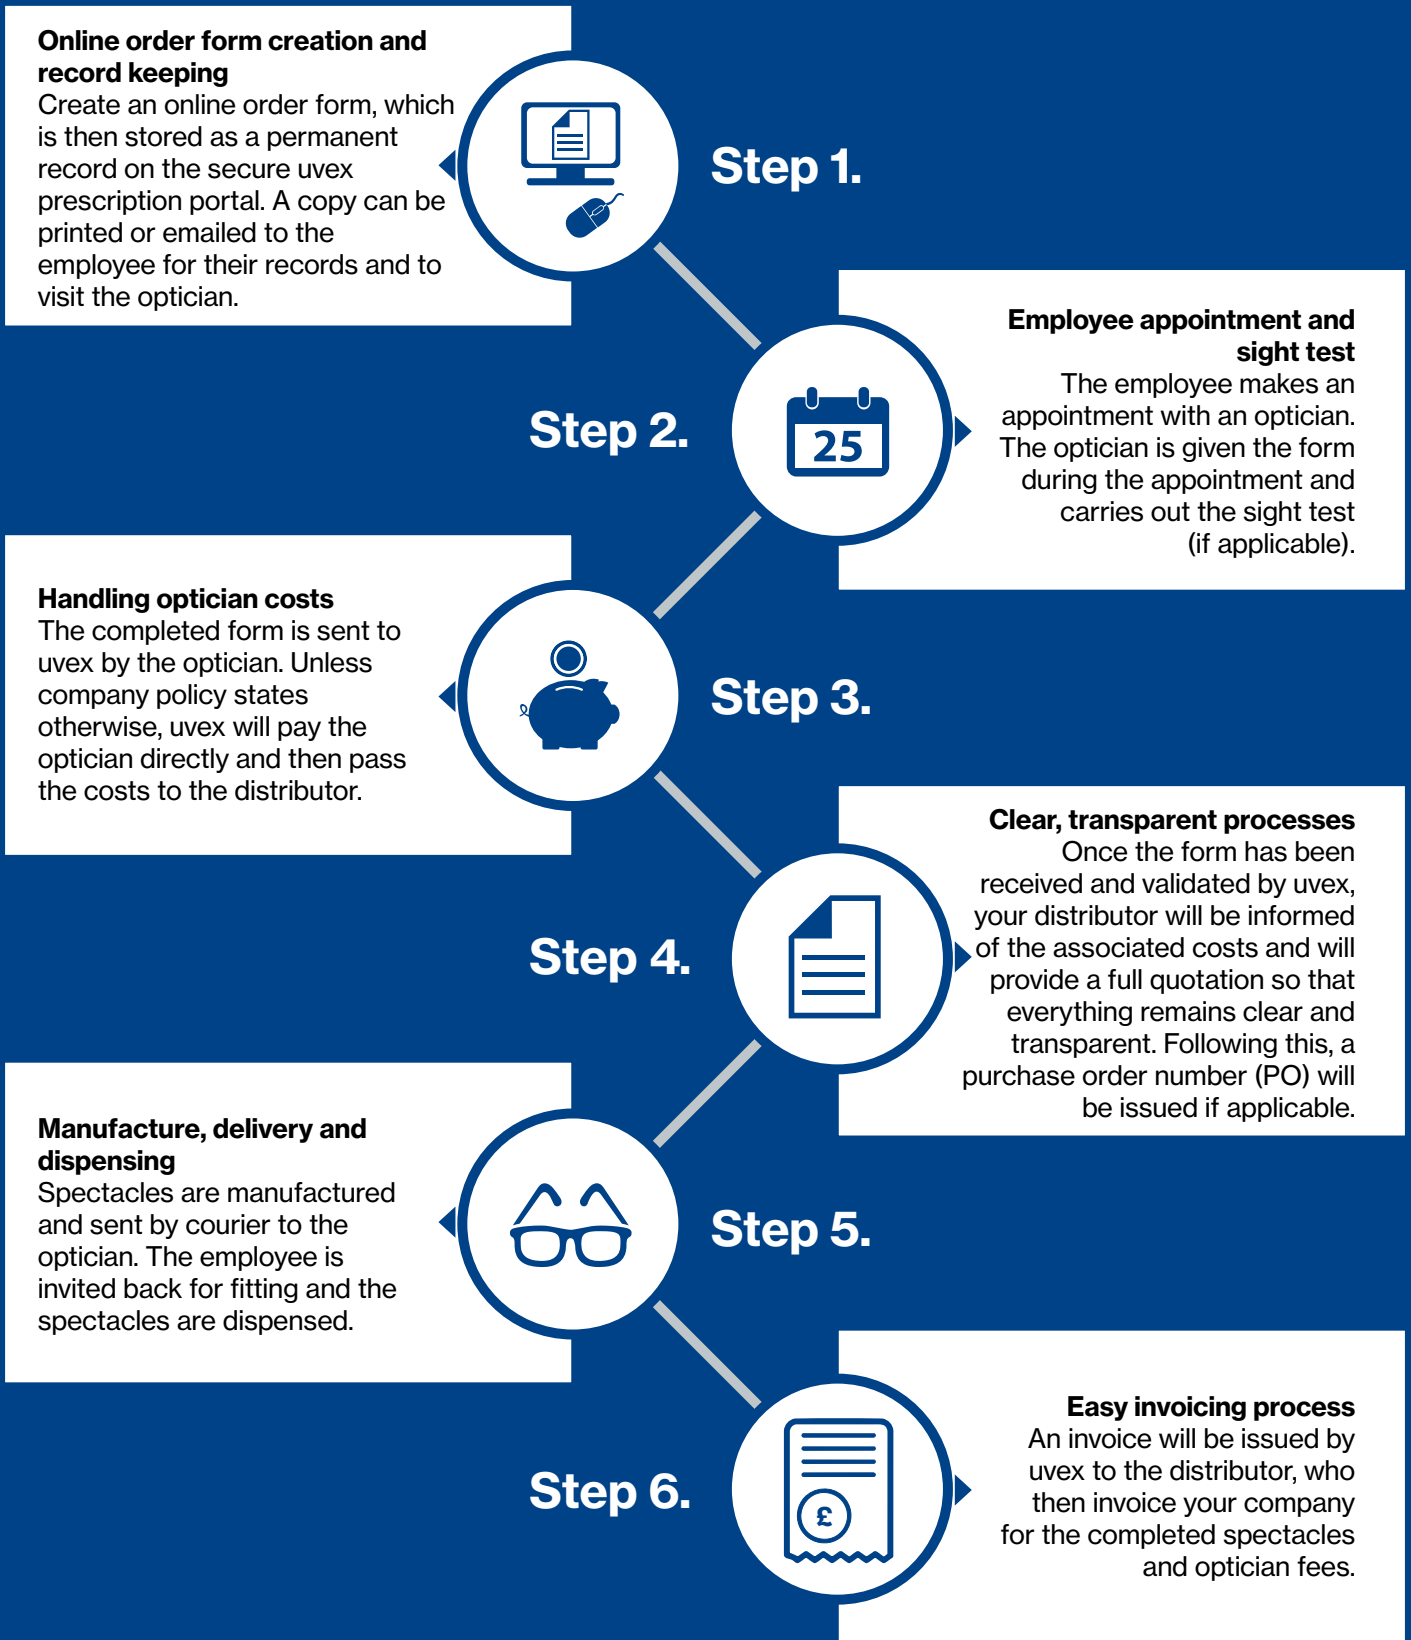 Online order form creation and
record keeping
Create an online order form, which
is then stored as a permanent
record on the secure uvex
prescription portal. A copy can be
printed or emailed to the
employee for their records and to
visit the optician.
Step 1.
Employee appointment and
sight test
The employee makes an
appointment with an optician.
The optician is given the form
during the appointment and
carries out the sight test
(if applicable).
25
Step 2.
Handling optician costs
The completed form is sent to
uvex by the optician. Unless
company policy states
otherwise, uvex will pay the
optician directly and then pass
the costs to the distributor.
Step 3.
Clear, transparent processes
Once the form has been
received and validated by uvex,
your distributor will be informed
of the associated costs and will
provide a full quotation so that
everything remains clear and
transparent. Following this, a
purchase order number (PO) will
be issued if applicable.
Step 4.
Manufacture, delivery and
dispensing
Spectacles are manufactured
and sent by courier to the
optician. The employee is
invited back for fitting and the
spectacles are dispensed.
Step 5.
Easy invoicing process
An invoice will be issued by
uvex to the distributor, who
then invoice your company
for the completed spectacles
and optician fees.
£
Step 6.